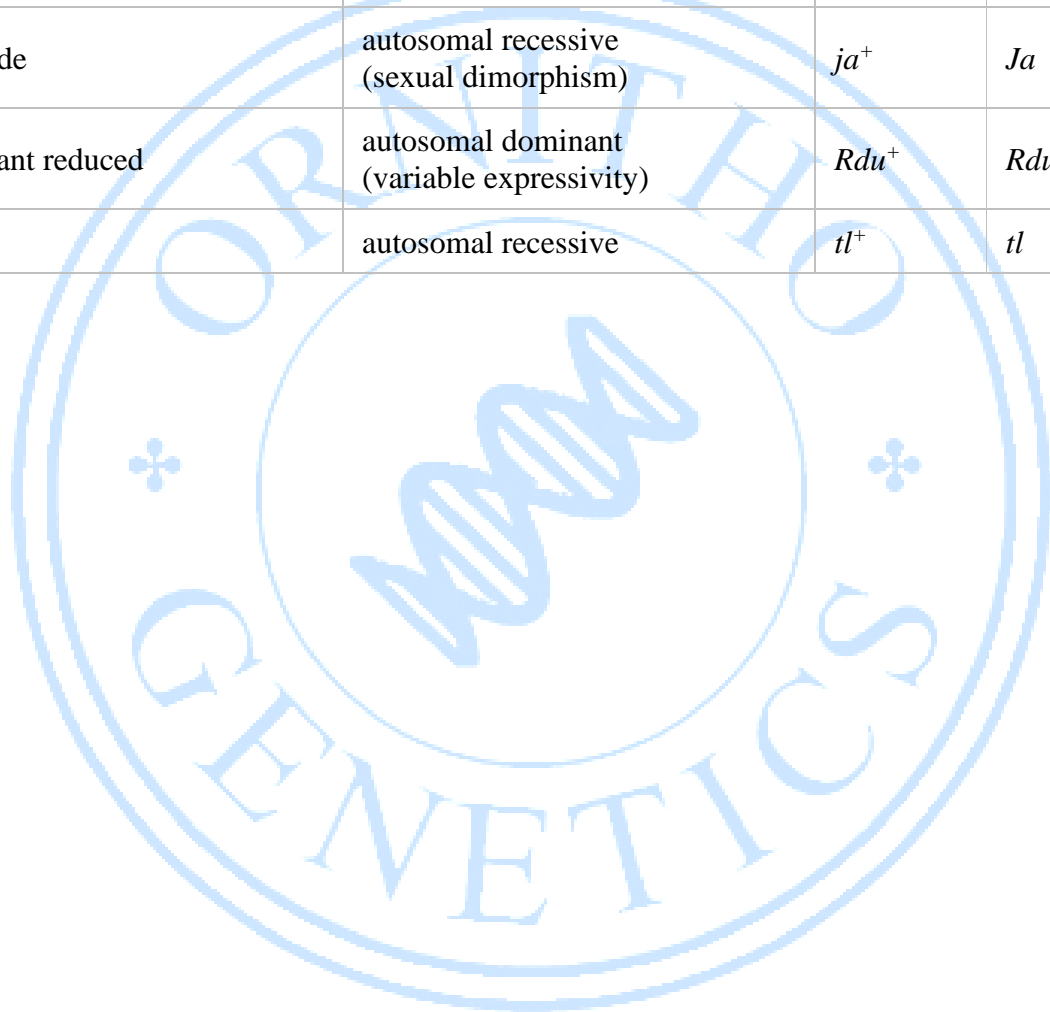 de
autosomal recessive
(sexual dimorphism)
ja+
Ja
ant reduced
autosomal dominant
(variable expressivity)
Rdu+
Rdu
autosomal recessive
tl+
tl
ORNITHO
GENETICS